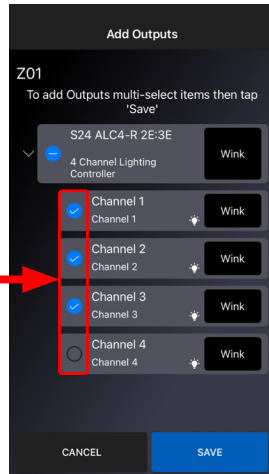 Add Outputs
Z01
To add Outputs multi-select items then tap
'Save'
S24 ALC4-R 2E:3E
4 Channel Lighting
Controller
Wink
Channel 1
Channel 1
Wink
Channel 2
Channel 2
Wink
Channel 3
Channel 3
Wink
Channel 4
Channel 4
Wink
CANCEL
SAVE